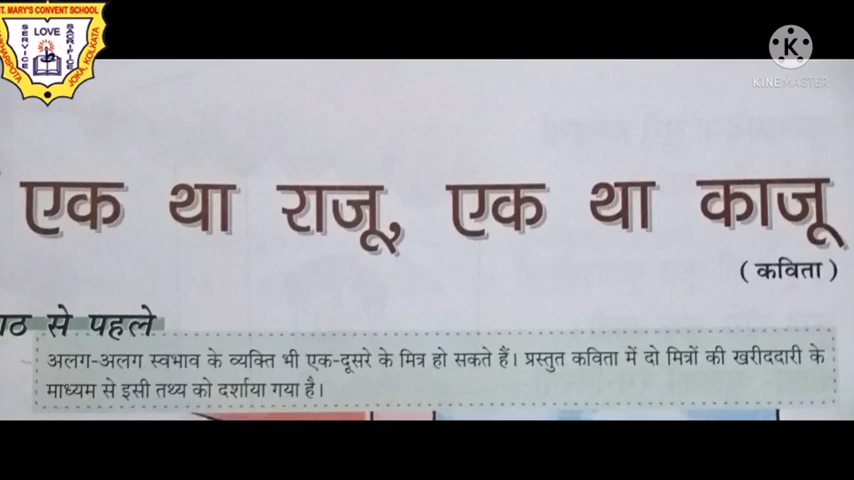 ST. MARY'S CONVENT SCHOOL
SERVICE
LOVE
SACRIFICE
JOKA, KOLKATA
KINEMASTER
एक था राजू, एक था काजू
( कविता )
से पहले
अलग-अलग स्वभाव के व्यक्ति भी एक-दूसरे के मित्र हो सकते हैं। प्रस्तुत कविता में दो मित्रों की खरीददारी के
माध्यम से इसी तथ्य को दर्शाया गया है।